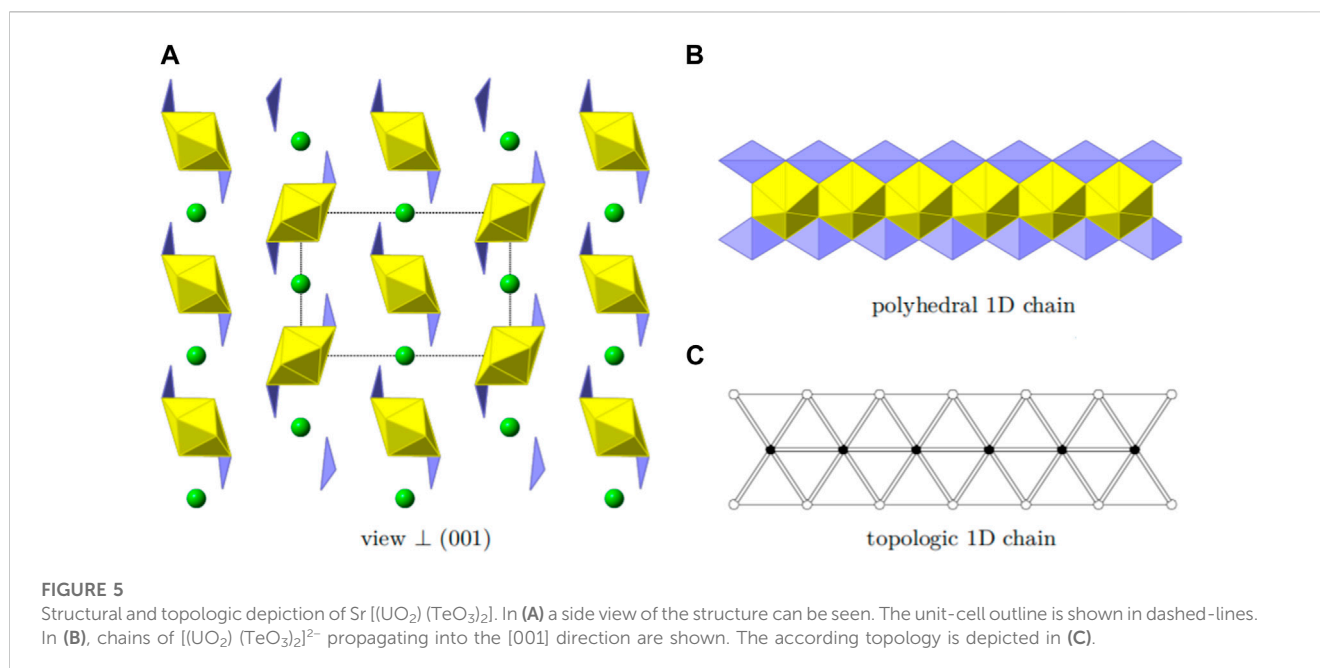 A
B
polyhedral 1D chain
C
view ⊥ (001)
topologic 1D chain
FIGURE 5
Structural and topologic depiction of Sr [(UO₂) (TeO₃)₂]. In (A) a side view of the structure can be seen. The unit-cell outline is shown in dashed-lines.
In (B), chains of [(UO₂) (TeO₃)₂]²⁻ propagating into the [001] direction are shown. The according topology is depicted in (C).